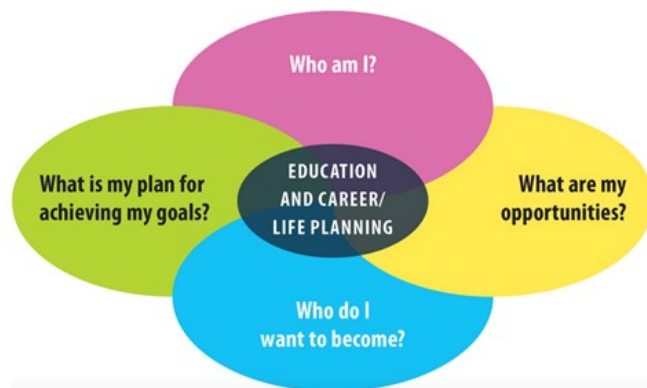 Who am I?
What is my plan for
achieving my goals?
EDUCATION
AND CAREER/
LIFE PLANNING
What are my
opportunities?
Who do I
want to become?